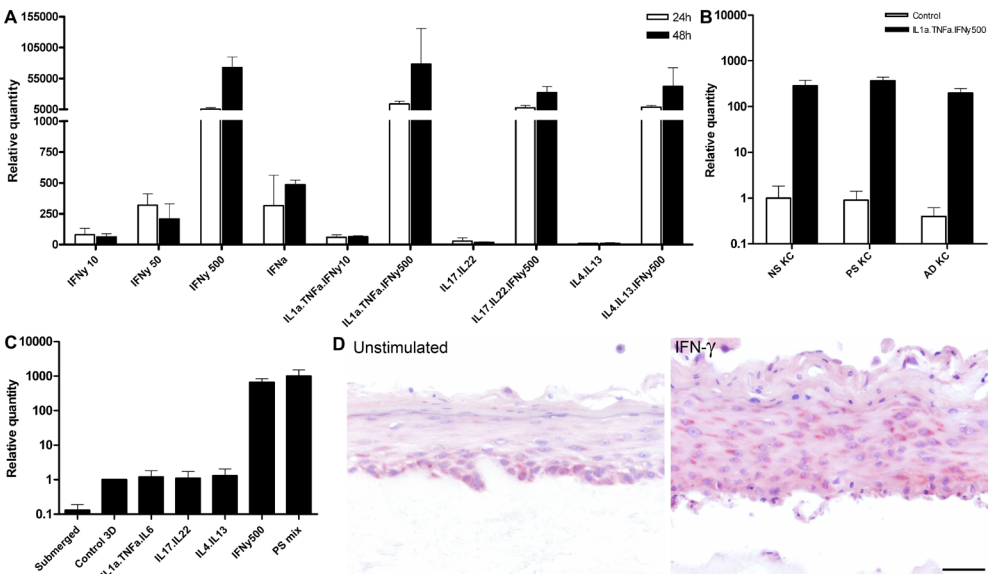 A
Relative quantity
155000
105000
55000
5000
1000
750
500
250
0
24h
48h
IFNy 10
IFNy 50
IFNy 500
IFNa
IL1a.TNFa.IFNy10
IL1a.TNFa.IFNy500
IL17.IL22
IL17.IL22.IFNy500
IL4.IL13
IL4.IL13.IFNy500
B
Relative quantity
10000
1000
100
10
1
0.1
Control
IL1a.TNFa.IFNy500
NS KC
PS KC
AD KC
C
Relative quantity
10000
1000
100
10
1
0.1
Submerged
Control 3D
IL1a.TNFa.IL6
IL17.IL22
IL4.IL13
IFNy500
PS mix
D
Unstimulated
IFN-γ